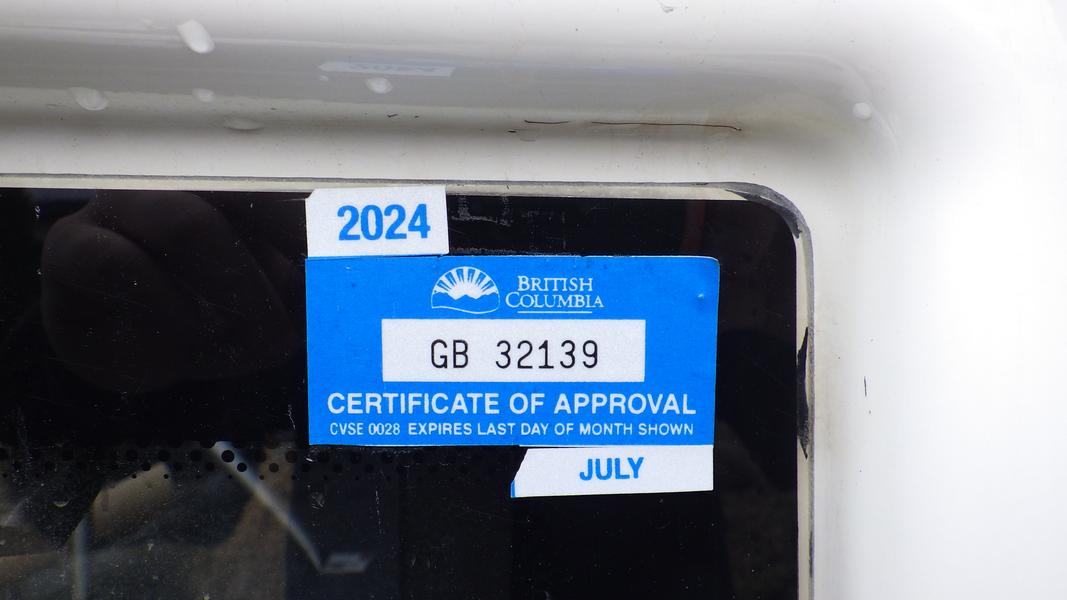 2024
BRITISH
COLUMBIA
GB 32139
CERTIFICATE OF APPROVAL
CVSE 0028 EXPIRES LAST DAY OF MONTH SHOWN
JULY